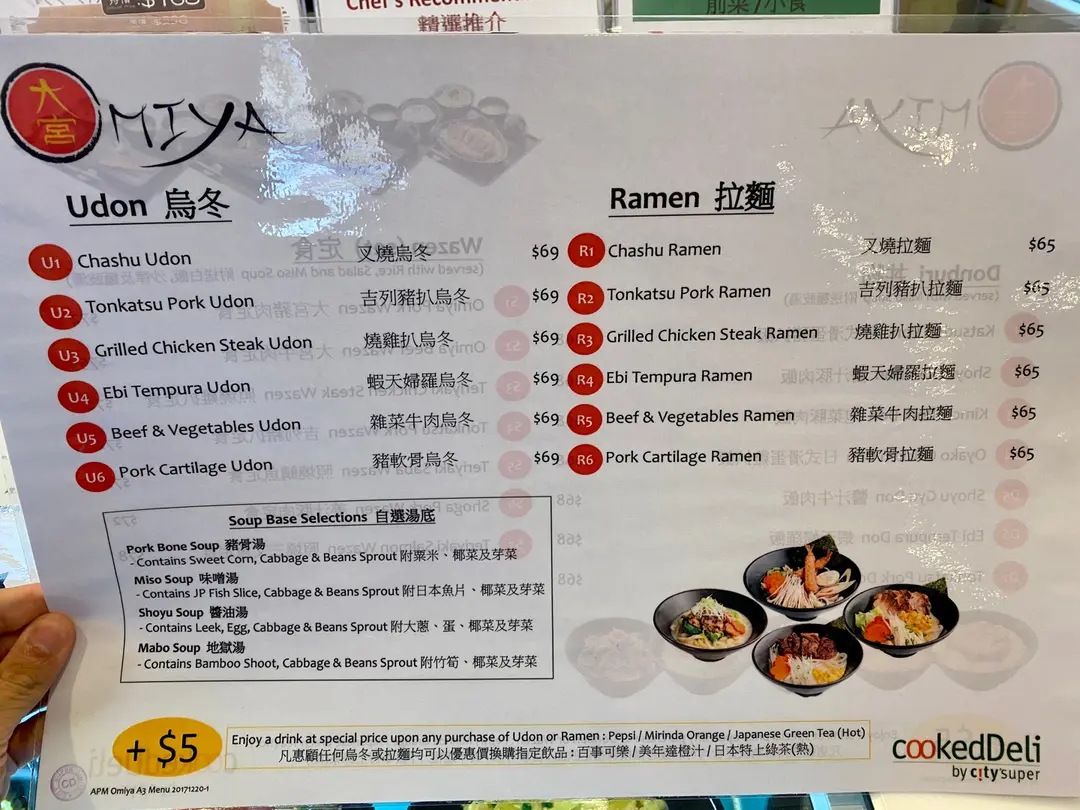 Chef's Recommen
精選推介
前菜 / 小食
大宮
OMIYA
Udon 烏冬
U1 Chashu Udon 叉燒烏冬 $69
U2 Tonkatsu Pork Udon 吉列豬扒烏冬 $69
U3 Grilled Chicken Steak Udon 燒雞扒烏冬 $69
U4 Ebi Tempura Udon 蝦天婦羅烏冬 $69
U5 Beef & Vegetables Udon 雜菜牛肉烏冬 $69
U6 Pork Cartilage Udon 豬軟骨烏冬 $69
Ramen 拉麵
R1 Chashu Ramen 叉燒拉麵 $65
R2 Tonkatsu Pork Ramen 吉列豬扒拉麵 $65
R3 Grilled Chicken Steak Ramen 燒雞扒拉麵 $65
R4 Ebi Tempura Ramen 蝦天婦羅拉麵 $65
R5 Beef & Vegetables Ramen 雜菜牛肉拉麵 $65
R6 Pork Cartilage Ramen 豬軟骨拉麵 $65
Soup Base Selections 自選湯底
Pork Bone Soup 豬骨湯
- Contains Sweet Corn, Cabbage & Beans Sprout 附粟米、椰菜及芽菜
Miso Soup 味噌湯
- Contains JP Fish Slice, Cabbage & Beans Sprout 附日本魚片、椰菜及芽菜
Shoyu Soup 醬油湯
- Contains Leek, Egg, Cabbage & Beans Sprout 附大蔥、蛋、椰菜及芽菜
Mabo Soup 地獄湯
- Contains Bamboo Shoot, Cabbage & Beans Sprout 附竹筍、椰菜及芽菜
+ $5
Enjoy a drink at special price upon any purchase of Udon or Ramen : Pepsi / Mirinda Orange / Japanese Green Tea (Hot)
凡惠顧任何烏冬或拉麵均可以優惠價換購指定飲品 : 百事可樂 / 美年達橙汁 / 日本特上綠茶(熱)
cookedDeli
by city'super
APM Omiya A3 Menu 20171220-1